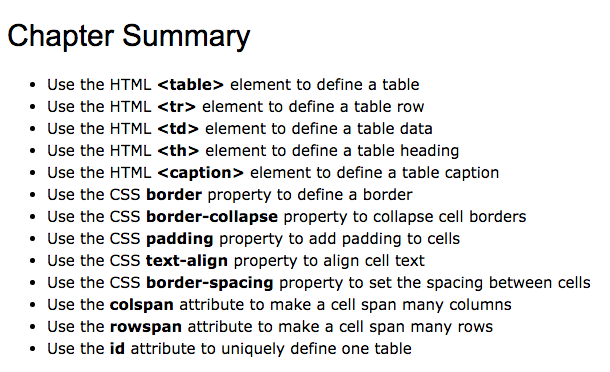 Chapter Summary
• Use the HTML <table> element to define a table
• Use the HTML <tr> element to define a table row
• Use the HTML <td> element to define a table data
• Use the HTML <th> element to define a table heading
• Use the HTML <caption> element to define a table caption
• Use the CSS border property to define a border
• Use the CSS border-collapse property to collapse cell borders
• Use the CSS padding property to add padding to cells
• Use the CSS text-align property to align cell text
• Use the CSS border-spacing property to set the spacing between cells
• Use the colspan attribute to make a cell span many columns
• Use the rowspan attribute to make a cell span many rows
• Use the id attribute to uniquely define one table